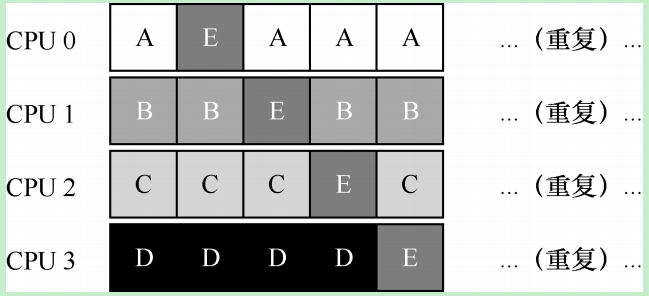 CPU 0 A E A A A …（重复）…
CPU 1 B B E B B …（重复）…
CPU 2 C C C E C …（重复）…
CPU 3 D D D D E …（重复）…